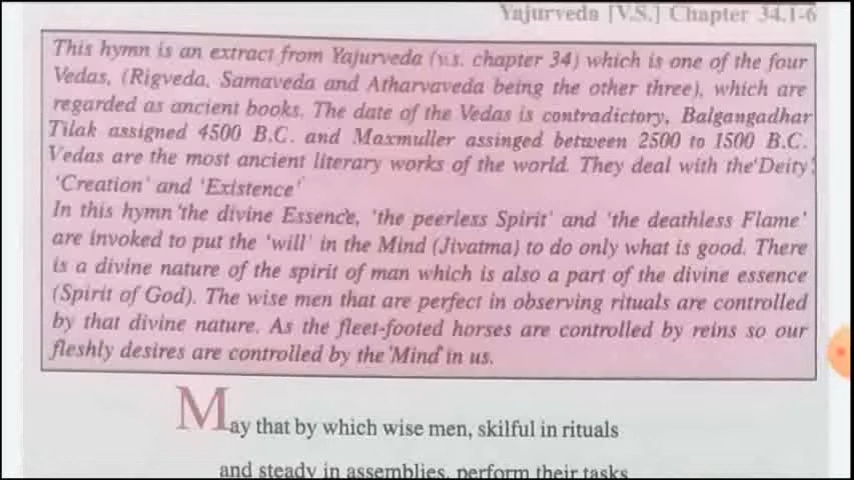 Yajurveda [V.S.] Chapter 34.1-6
This hymn is an extract from Yajurveda (v.s. chapter 34) which is one of the four
Vedas, (Rigveda, Samaveda and Atharvaveda being the other three), which are
regarded as ancient books. The date of the Vedas is contradictory, Balgangadhar
Tilak assigned 4500 B.C. and Maxmuller assinged between 2500 to 1500 B.C.
Vedas are the most ancient literary works of the world. They deal with the 'Deity',
'Creation' and 'Existence'
In this hymn 'the divine Essence, 'the peerless Spirit' and 'the deathless Flame'
are invoked to put the 'will' in the Mind (Jivatma) to do only what is good. There
is a divine nature of the spirit of man which is also a part of the divine essence
(Spirit of God). The wise men that are perfect in observing rituals are controlled
by that divine nature. As the fleet-footed horses are controlled by reins so our
fleshly desires are controlled by the 'Mind' in us.
May that by which wise men, skilful in rituals
and steady in assemblies, perform their tasks